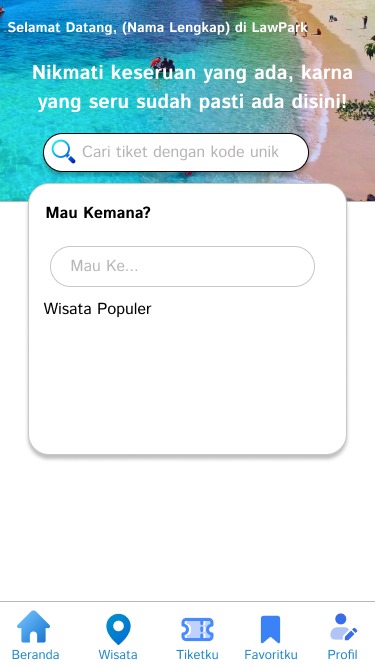 Selamat Datang, (Nama Lengkap) di LawPark
Nikmati keseruan yang ada, karna
yang seru sudah pasti ada disini!
Cari tiket dengan kode unik
Mau Kemana?
Mau Ke...
Wisata Populer
Beranda
Wisata
Tiketku
Favoritku
Profil